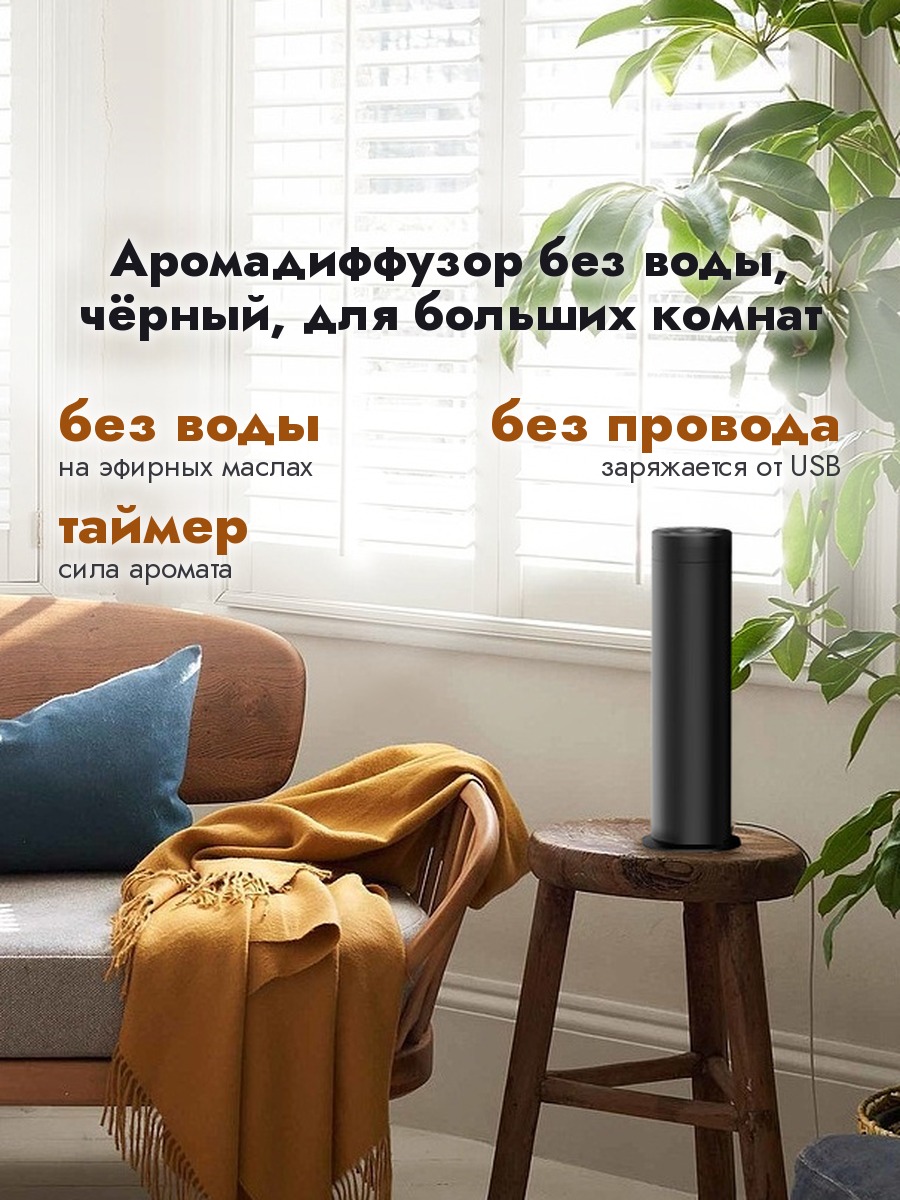 Аромадиффузор без воды,
чёрный, для больших комнат
без воды
на эфирных маслах
без провода
заряжается от USB
таймер
сила аромата